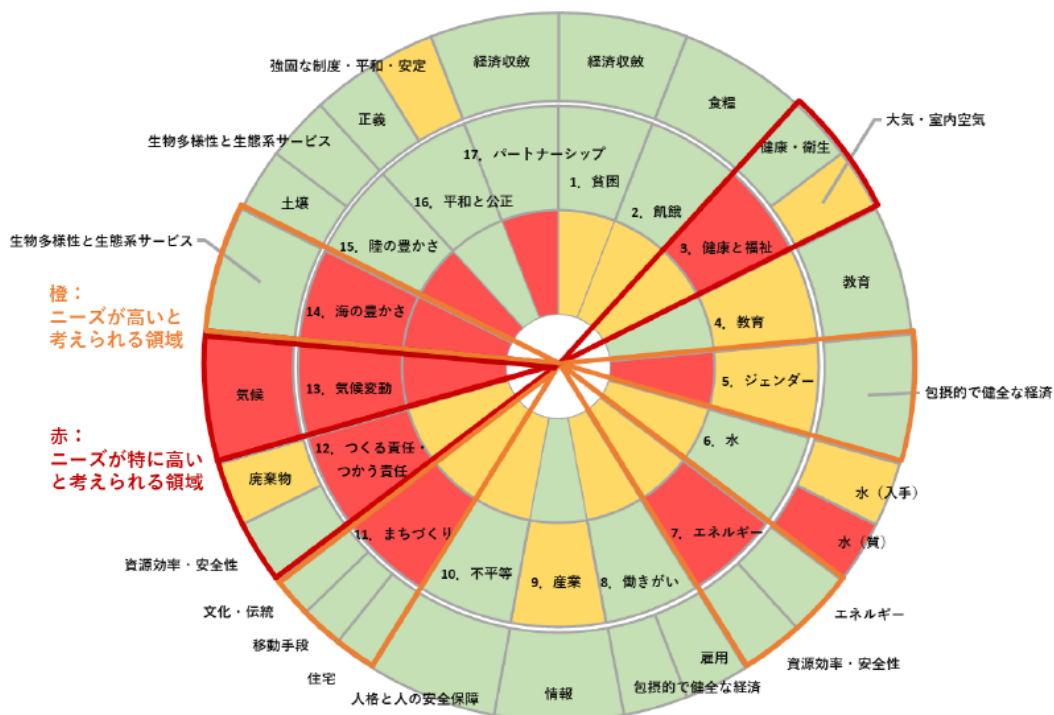 強固な制度・平和・安定
経済収斂
経済収斂
食糧
健康・衛生
大気・室内空気
教育
包摂的で健全な経済
水（入手）
水（質）
エネルギー
資源効率・安全性
雇用
包摂的で健全な経済
情報
人格と人の安全保障
住宅
移動手段
文化・伝統
資源効率・安全性
廃棄物
気候
生物多様性と生態系サービス
土壌
生物多様性と生態系サービス
正義
1．貧困
2．飢餓
3．健康と福祉
4．教育
5．ジェンダー
6．水
7．エネルギー
8．働きがい
9．産業
10．不平等
11．まちづくり
12．つくる責任・
つかう責任
13．気候変動
14．海の豊かさ
15．陸の豊かさ
16．平和と公正
17．パートナーシップ
橙：
ニーズが高いと
考えられる領域
赤：
ニーズが特に高い
と考えられる領域